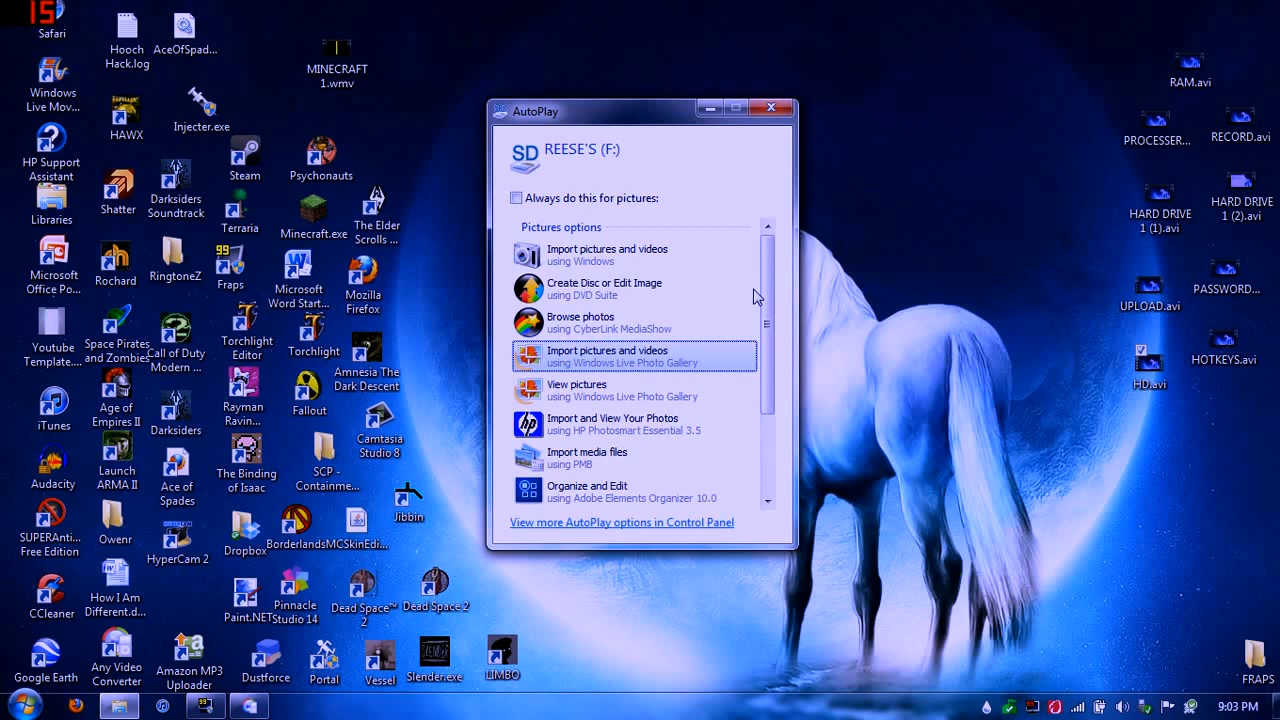 15
Safari
Windows
Live Mov...
HP Support
Assistant
Libraries
Microsoft
Office Po...
Youtube
Template....
iTunes
Audacity
SUPERAnti...
Free Edition
CCleaner
Google Earth
Hooch
Hack.log
HAWX
Shatter
Rochard
Space Pirates
and Zombies
Age of
Empires II
Launch
ARMA II
Owenr
How I Am
Different.d...
Any Video
Converter
AceOfSpad...
Injecter.exe
Darksiders
Soundtrack
RingtoneZ
Call of Duty
Modern ...
Darksiders
Ace of
Spades
HyperCam 2
Amazon MP3
Uploader
Steam
Terraria
99
Fraps
Torchlight
Editor
Rayman
Ravin...
The Binding
of Isaac
Dropbox
Paint.NET
Dustforce
MINECRAFT
1.wmv
Psychonauts
Minecraft.exe
Microsoft
Word Start...
Torchlight
Fallout
SCP -
Containme...
Borderlands
Pinnacle
Studio 14
Portal
The Elder
Scrolls ...
Mozilla
Firefox
Amnesia The
Dark Descent
Camtasia
Studio 8
Jibbin
MCSkinEdi...
Dead Space™
2
Dead Space 2
Vessel
SLENDER
Slender.exe
LIMBO
AutoPlay
SD
REESE'S (F:)
Always do this for pictures:
Pictures options
Import pictures and videos
using Windows
Create Disc or Edit Image
using DVD Suite
Browse photos
using CyberLink MediaShow
Import pictures and videos
using Windows Live Photo Gallery
View pictures
using Windows Live Photo Gallery
hp
Import and View Your Photos
using HP Photosmart Essential 3.5
Import media files
using PMB
Organize and Edit
using Adobe Elements Organizer 10.0
View more AutoPlay options in Control Panel
RAM.avi
PROCESSER...
RECORD.avi
HARD DRIVE
1 (1).avi
HARD DRIVE
1 (2).avi
UPLOAD.avi
PASSWORD...
HD.avi
HOTKEYS.avi
FRAPS
99
99
9:03 PM